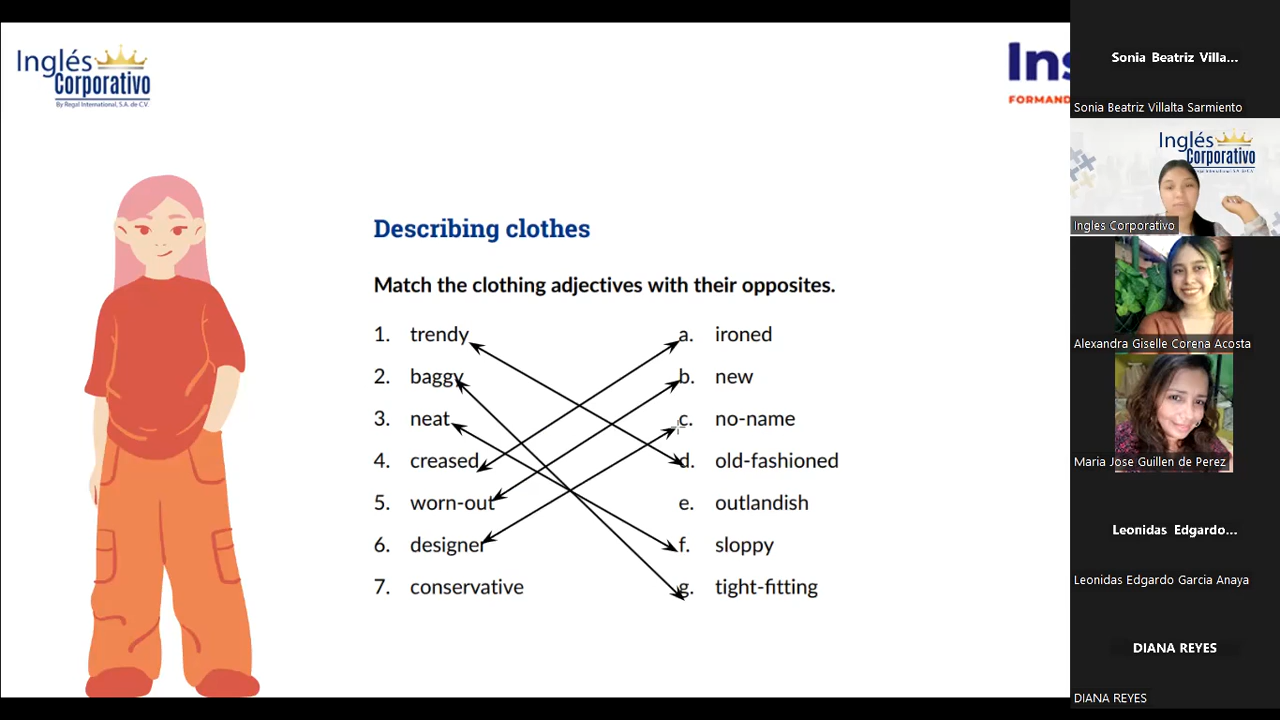 Inglés
Corporativo
By Regal International, S.A. de C.V.
Ins
FORMAND
Describing clothes
Match the clothing adjectives with their opposites.
1. trendy
2. baggy
3. neat
4. creased
5. worn-out
6. designer
7. conservative
a. ironed
b. new
c. no-name
d. old-fashioned
e. outlandish
f. sloppy
g. tight-fitting
Sonia Beatriz Villa...
Sonia Beatriz Villalta Sarmiento
Inglés
Corporativo
Ingles Corporativo
Alexandra Giselle Corena Acosta
Maria Jose Guillen de Perez
Leonidas Edgardo...
Leonidas Edgardo Garcia Anaya
DIANA REYES
DIANA REYES